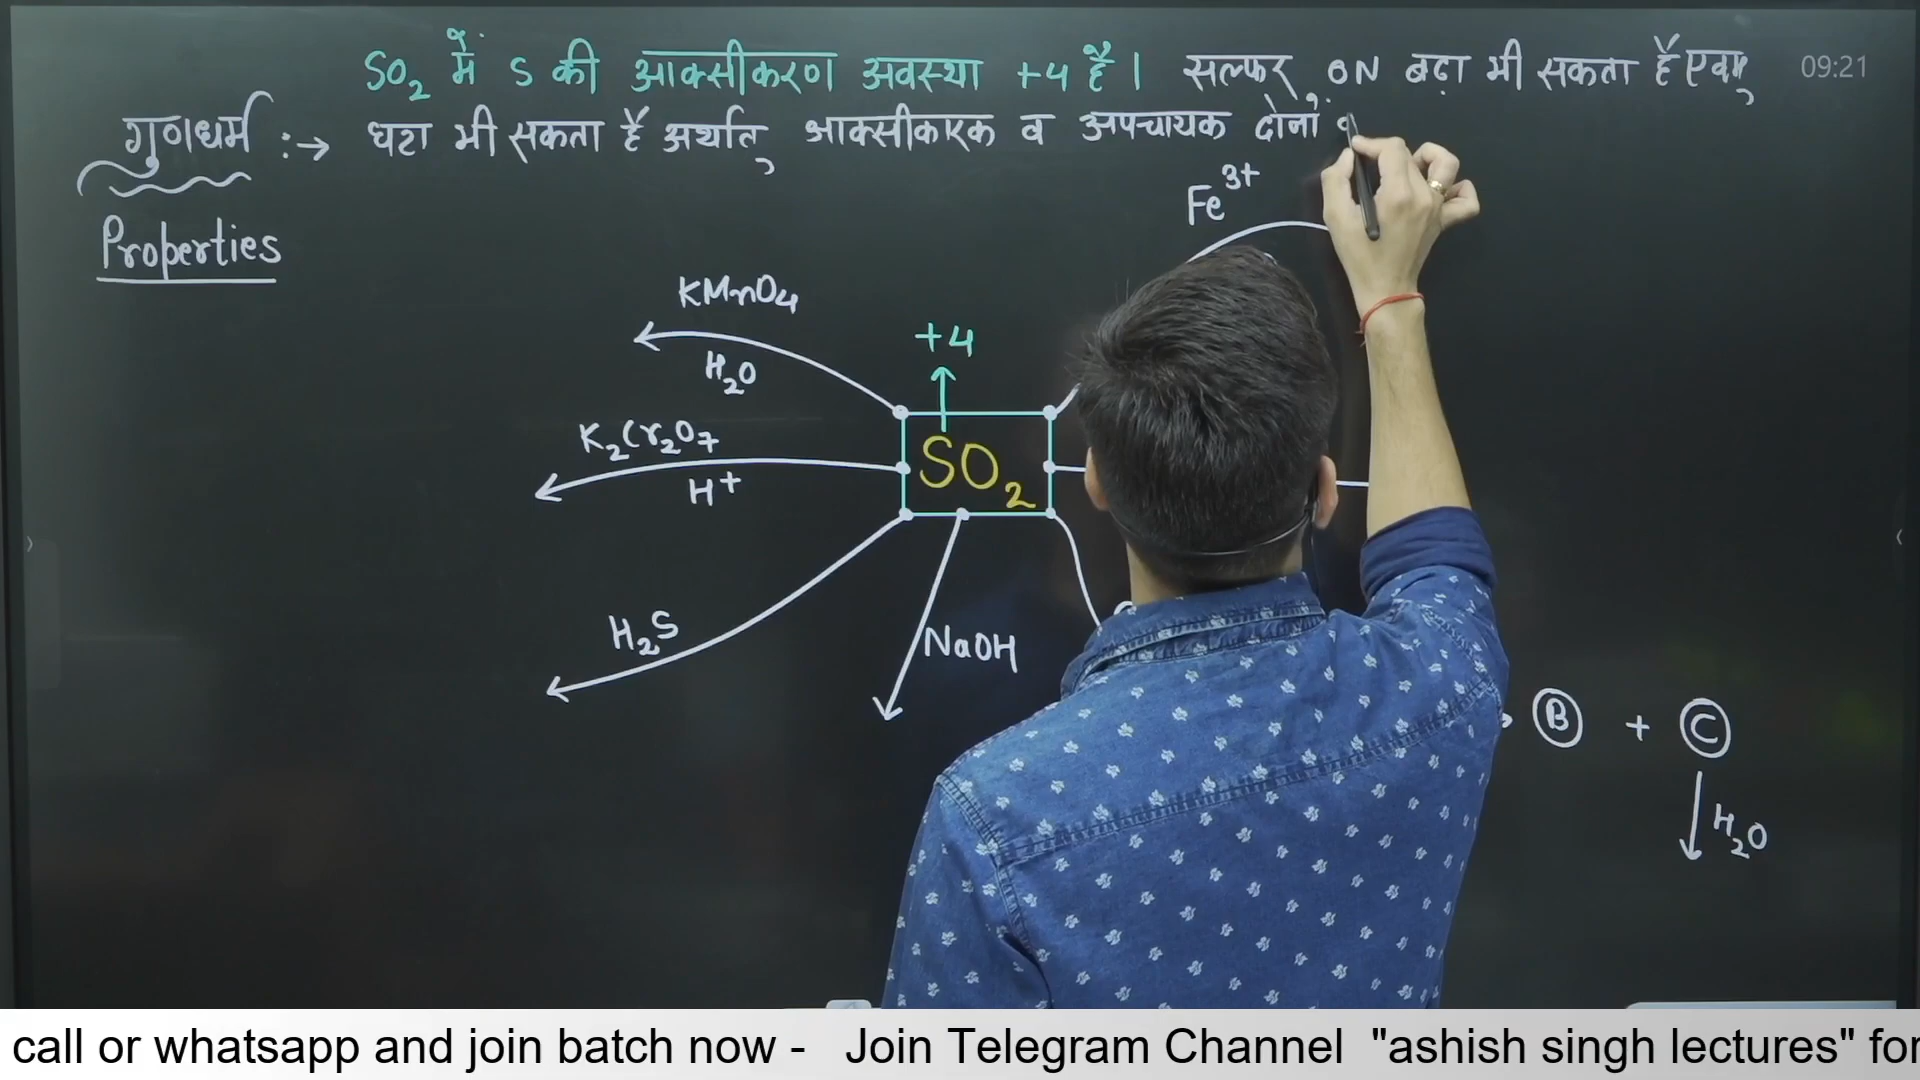 SO2 में S की आक्सीकरण अवस्था +4 है। सल्फर ON बढ़ा भी सकता है एवम्
09:21
गुणधर्म :→ घटा भी सकता है अर्थात् आक्सीकारक व अपचायक दोनों
Properties
Fe3+
KMnO4
H2O
+4
K2Cr2O7
H+
SO2
H2S
NaOH
B + C
H2O
call or whatsapp and join batch now - Join Telegram Channel "ashish singh lectures" for